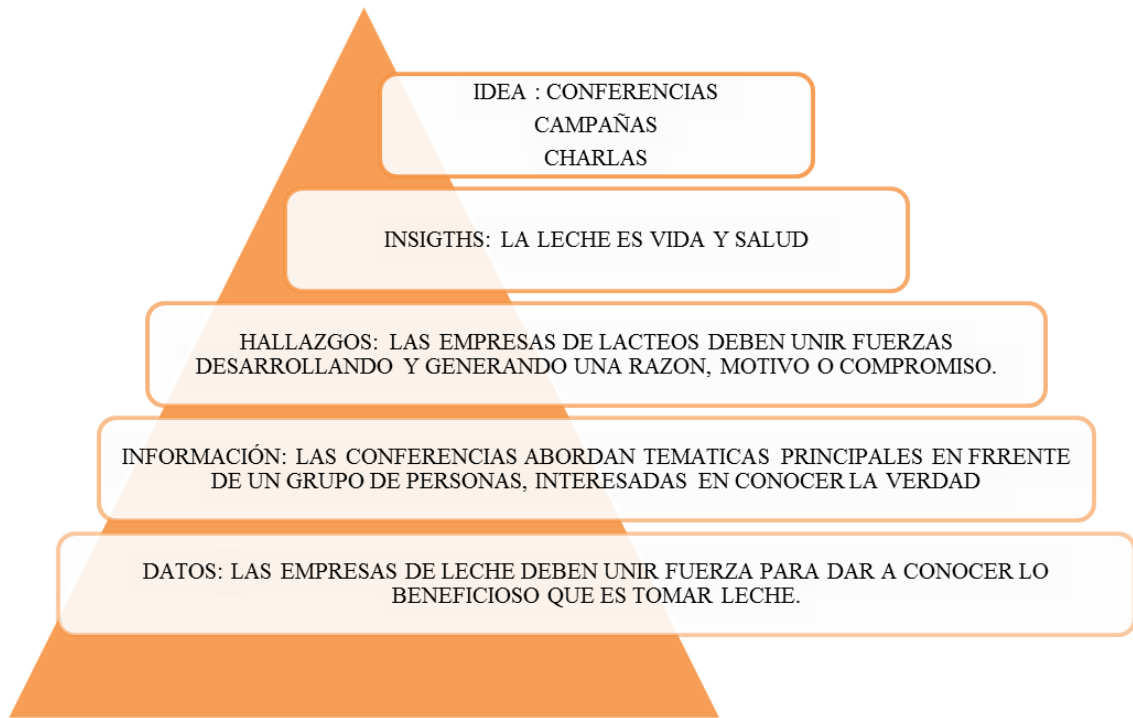 IDEA : CONFERENCIAS
CAMPAÑAS
CHARLAS
INSIGTHS: LA LECHE ES VIDA Y SALUD
HALLAZGOS: LAS EMPRESAS DE LACTEOS DEBEN UNIR FUERZAS
DESARROLLANDO Y GENERANDO UNA RAZON, MOTIVO O COMPROMISO.
INFORMACIÓN: LAS CONFERENCIAS ABORDAN TEMATICAS PRINCIPALES EN FRRENTE
DE UN GRUPO DE PERSONAS, INTERESADAS EN CONOCER LA VERDAD
DATOS: LAS EMPRESAS DE LECHE DEBEN UNIR FUERZA PARA DAR A CONOCER LO
BENEFICIOSO QUE ES TOMAR LECHE.